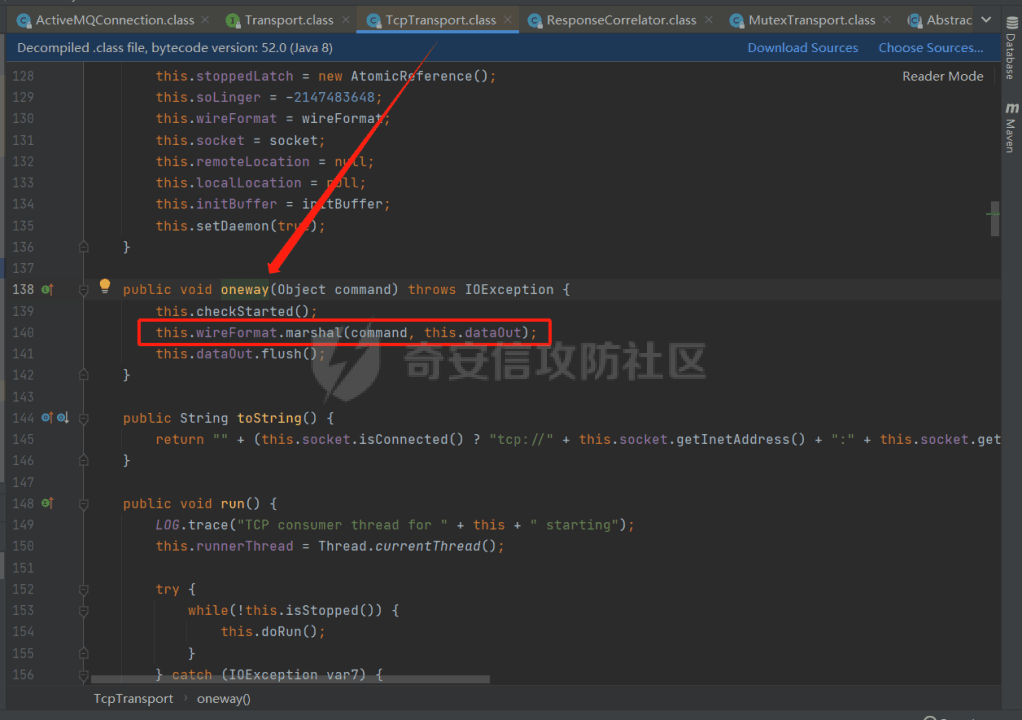 ActiveMQConnection.class Transport.class TcpTransport.class ResponseCorrelator.class MutexTransport.class Abstrac
Decompiled .class file, bytecode version: 52.0 (Java 8) Download Sources Choose Sources...
Reader Mode
Database
Maven
128 this.stoppedLatch = new AtomicReference();
129 this.soLinger = -2147483648;
130 this.wireFormat = wireFormat;
131 this.socket = socket;
132 this.remoteLocation = null;
133 this.localLocation = null;
134 this.initBuffer = initBuffer;
135 this.setDaemon(true);
136 }
137
138 public void oneway(Object command) throws IOException {
139 this.checkStarted();
140 this.wireFormat.marshal(command, this.dataOut);
141 this.dataOut.flush();
奇安信攻防社区
142 }
143
144 public String toString() {
145 return "" + (this.socket.isConnected() ? "tcp://" + this.socket.getInetAddress() + ":" + this.socket.get
146 }
147
148 public void run() {
149 LOG.trace("TCP consumer thread for " + this + " starting");
150 this.runnerThread = Thread.currentThread();
151
152 try {
153 while(!this.isStopped()) {
154 this.doRun();
155 }
156 } catch (IOException var7) {
TcpTransport › oneway()